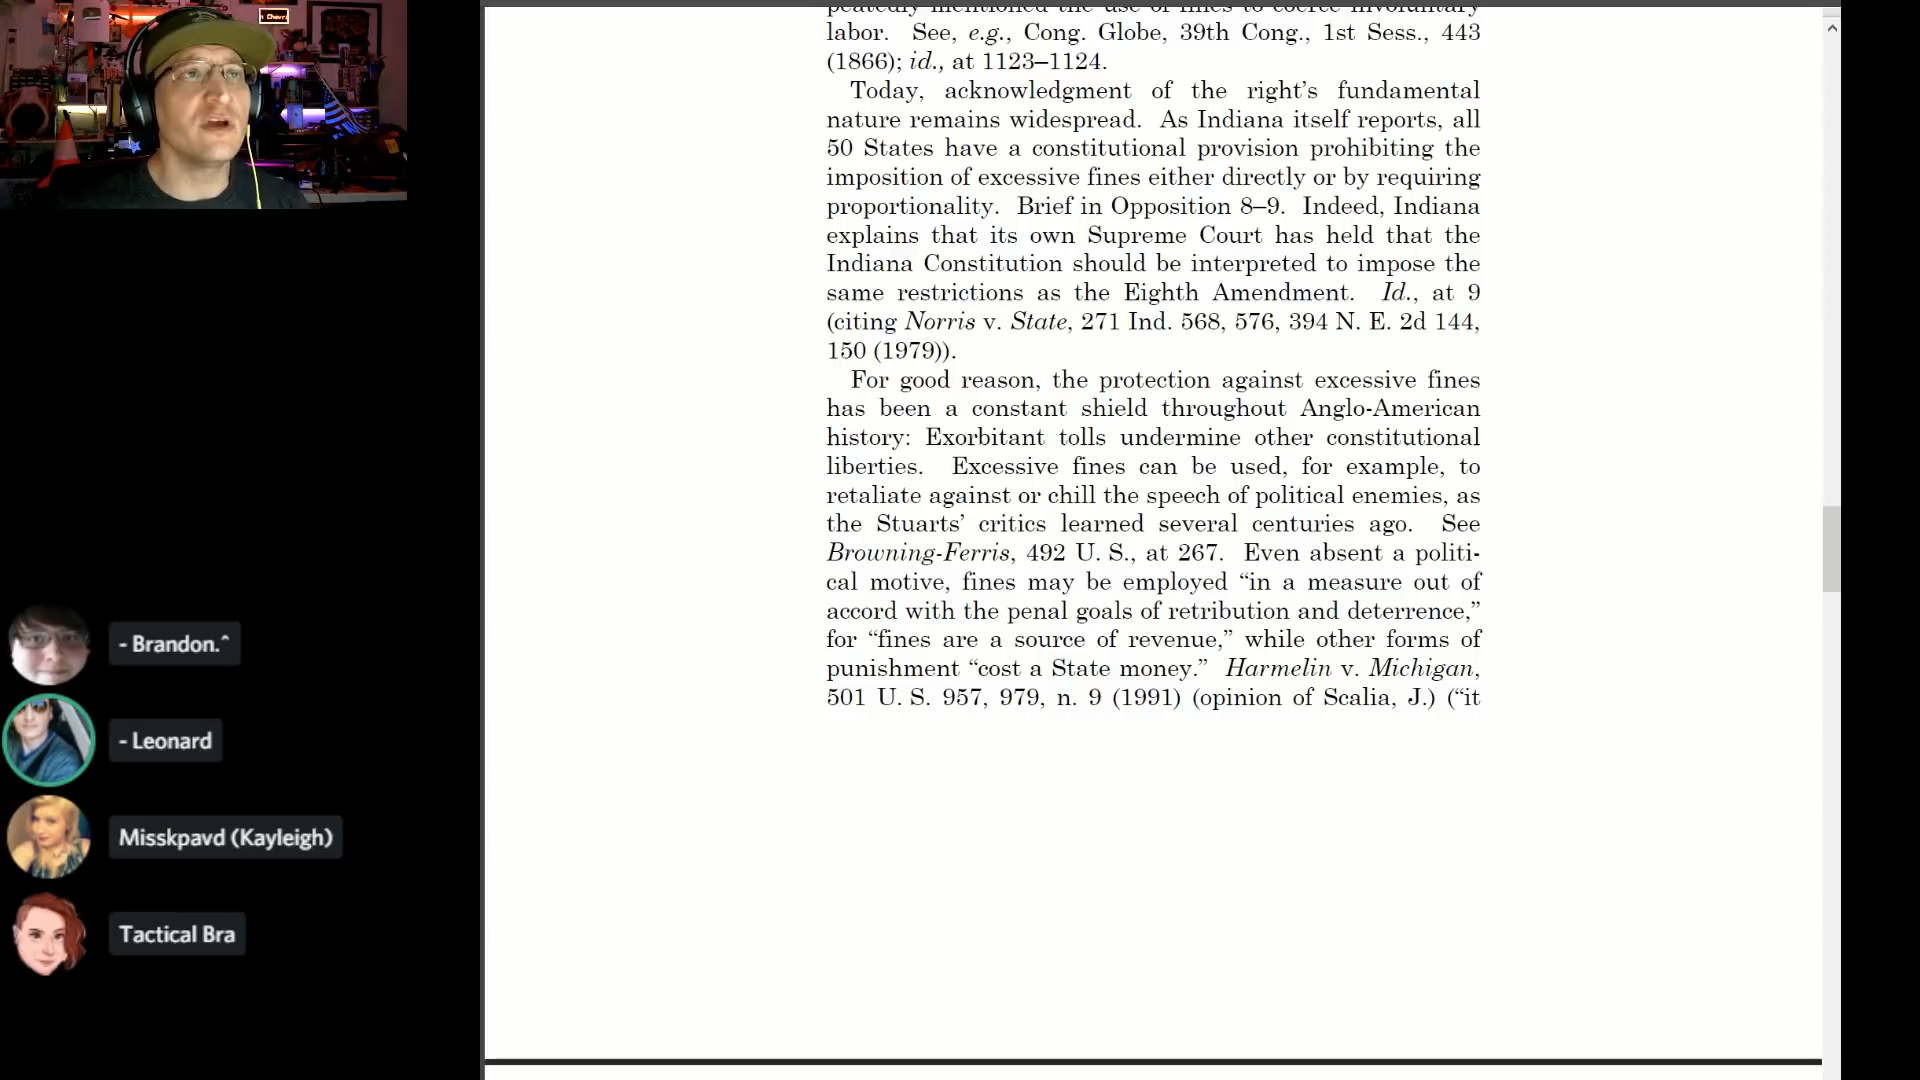 peatedly mentioned the use of fines to coerce involuntary
labor. See, e.g., Cong. Globe, 39th Cong., 1st Sess., 443
(1866); id., at 1123–1124.
Today, acknowledgment of the right’s fundamental
nature remains widespread. As Indiana itself reports, all
50 States have a constitutional provision prohibiting the
imposition of excessive fines either directly or by requiring
proportionality. Brief in Opposition 8–9. Indeed, Indiana
explains that its own Supreme Court has held that the
Indiana Constitution should be interpreted to impose the
same restrictions as the Eighth Amendment. Id., at 9
(citing Norris v. State, 271 Ind. 568, 576, 394 N. E. 2d 144,
150 (1979)).
For good reason, the protection against excessive fines
has been a constant shield throughout Anglo-American
history: Exorbitant tolls undermine other constitutional
liberties. Excessive fines can be used, for example, to
retaliate against or chill the speech of political enemies, as
the Stuarts’ critics learned several centuries ago. See
Browning-Ferris, 492 U. S., at 267. Even absent a politi-
cal motive, fines may be employed “in a measure out of
accord with the penal goals of retribution and deterrence,”
for “fines are a source of revenue,” while other forms of
punishment “cost a State money.” Harmelin v. Michigan,
501 U. S. 957, 979, n. 9 (1991) (opinion of Scalia, J.) (“it
- Brandon.^
- Leonard
Misskpavd (Kayleigh)
Tactical Bra